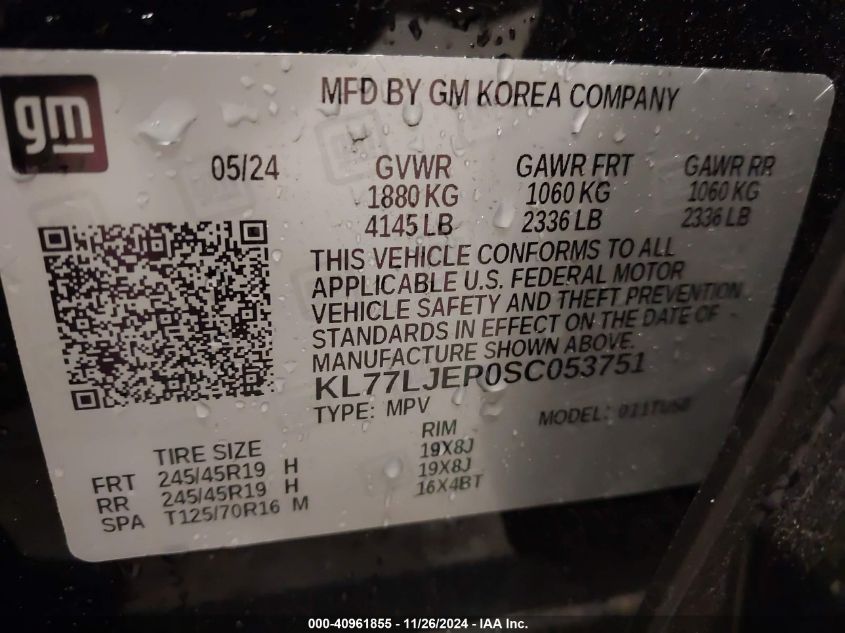 gm
MFD BY GM KOREA COMPANY
05/24 GVWR GAWR FRT GAWR RR
1880 KG 1060 KG 1060 KG
4145 LB 2336 LB 2336 LB
THIS VEHICLE CONFORMS TO ALL
APPLICABLE U.S. FEDERAL MOTOR
VEHICLE SAFETY AND THEFT PREVENTION
STANDARDS IN EFFECT ON THE DATE OF
MANUFACTURE SHOWN ABOVE.
KL77LJEP0SC053751
TYPE: MPV MODEL:
TIRE SIZE RIM
FRT 245/45R19 H 19X8J
RR 245/45R19 H 19X8J
SPA T125/70R16 M 16X4BT
000-40961855 - 11/26/2024 - COPYRIGHT IAA, Inc.